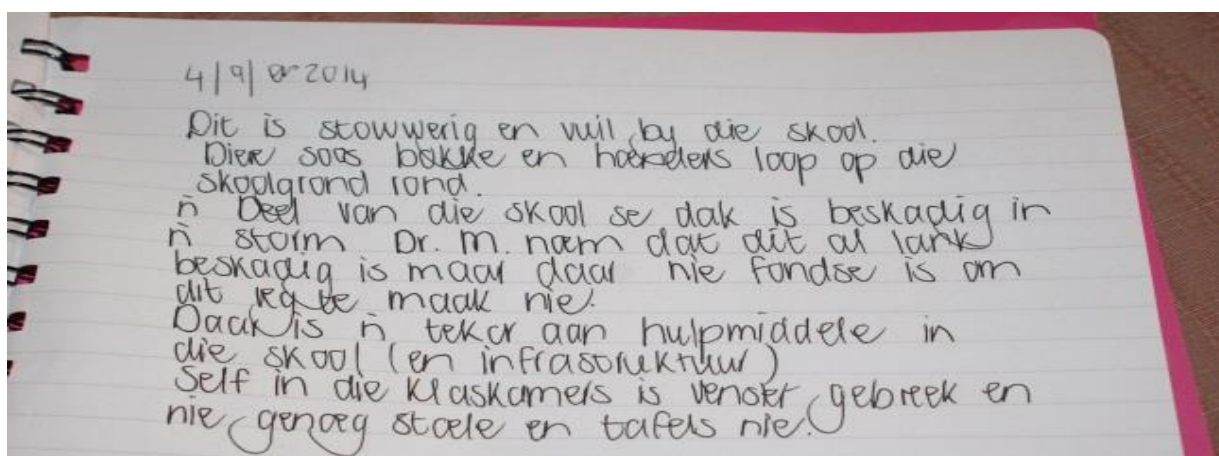 4/9/ 2014
Dit is stowwerig en vuil by die skool.
Diere soos bokke en hoenders loop op die
skoolgrond rond.
ñ Deel van die skool se dak is beskadig in
ñ storm Dr. M. noem dat dit al lank
beskadig is maar daar nie fondse is om
dit reg te maak nie.
Daar is ñ tekor aan hulpmiddele in
die skool (en infrastruktuur)
Self in die klaskamers is venster gebreek en
nie genoeg stoele en tafels nie.